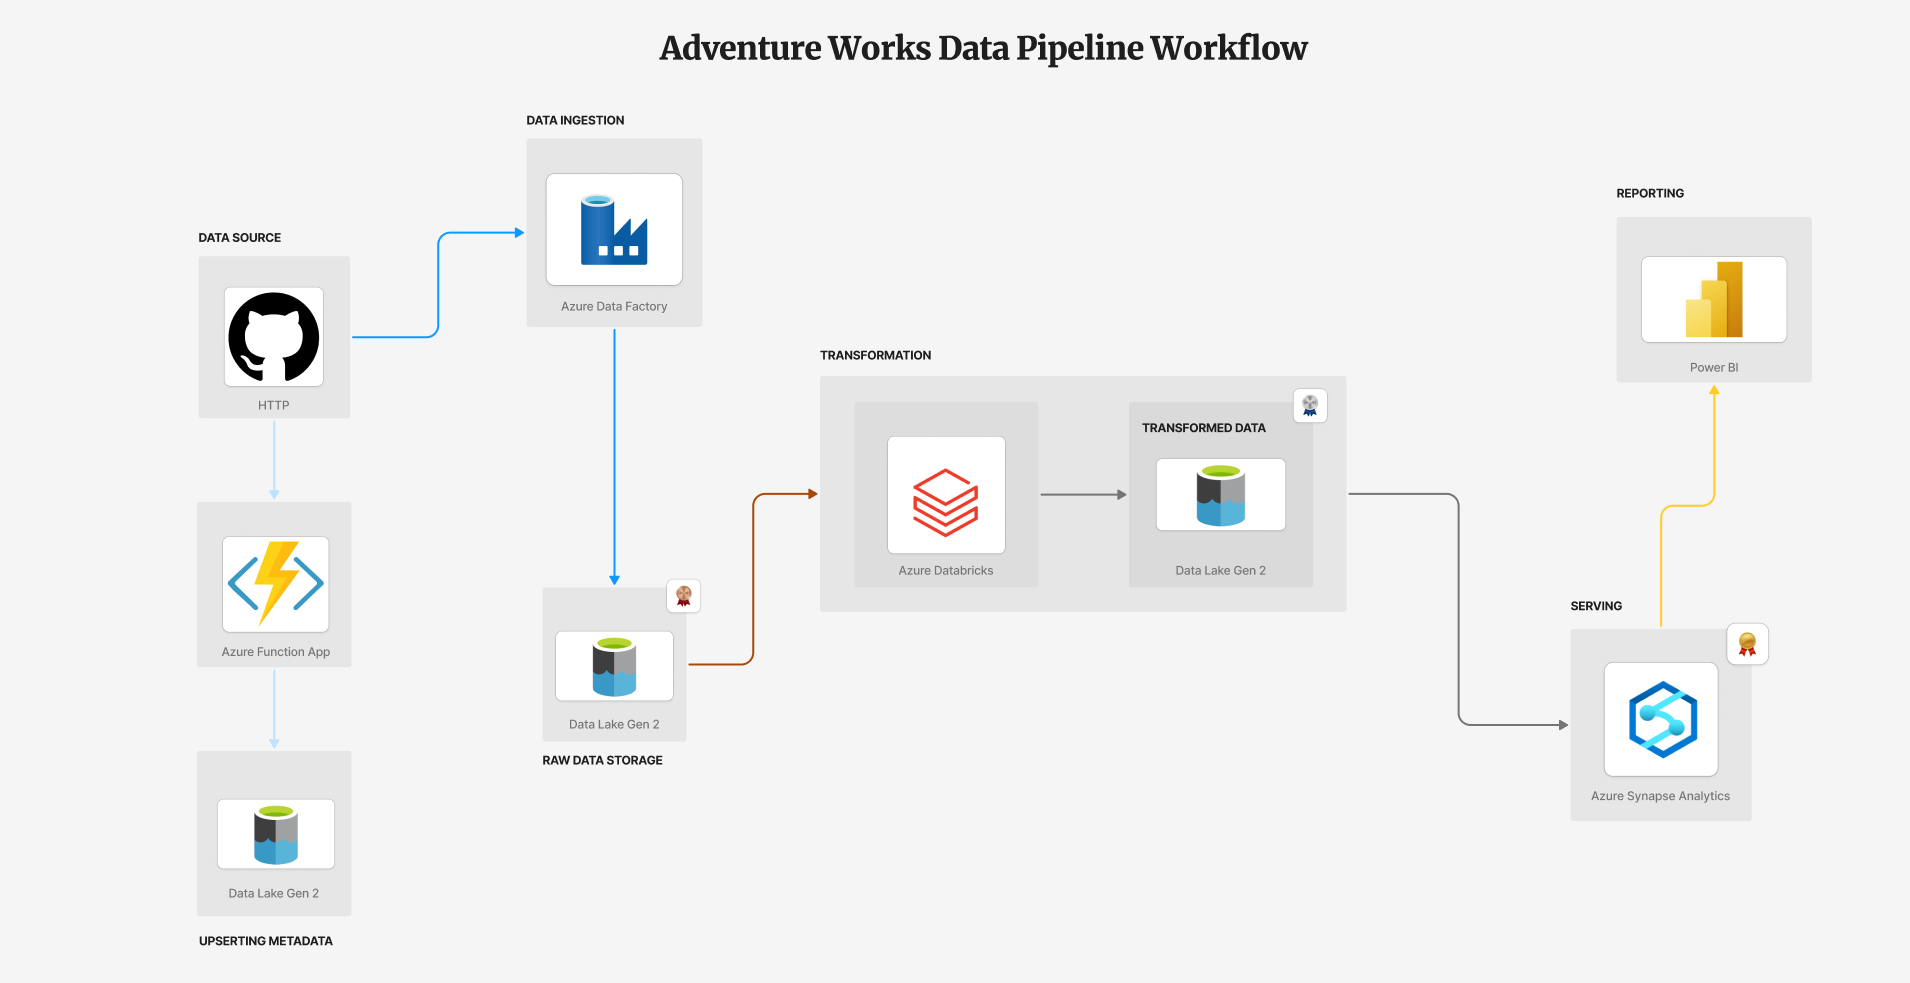 Adventure Works Data Pipeline Workflow
DATA SOURCE
HTTP
Azure Function App
Data Lake Gen 2
UPSERTING METADATA
DATA INGESTION
Azure Data Factory
Data Lake Gen 2
RAW DATA STORAGE
TRANSFORMATION
Azure Databricks
TRANSFORMED DATA
Data Lake Gen 2
SERVING
Azure Synapse Analytics
REPORTING
Power BI